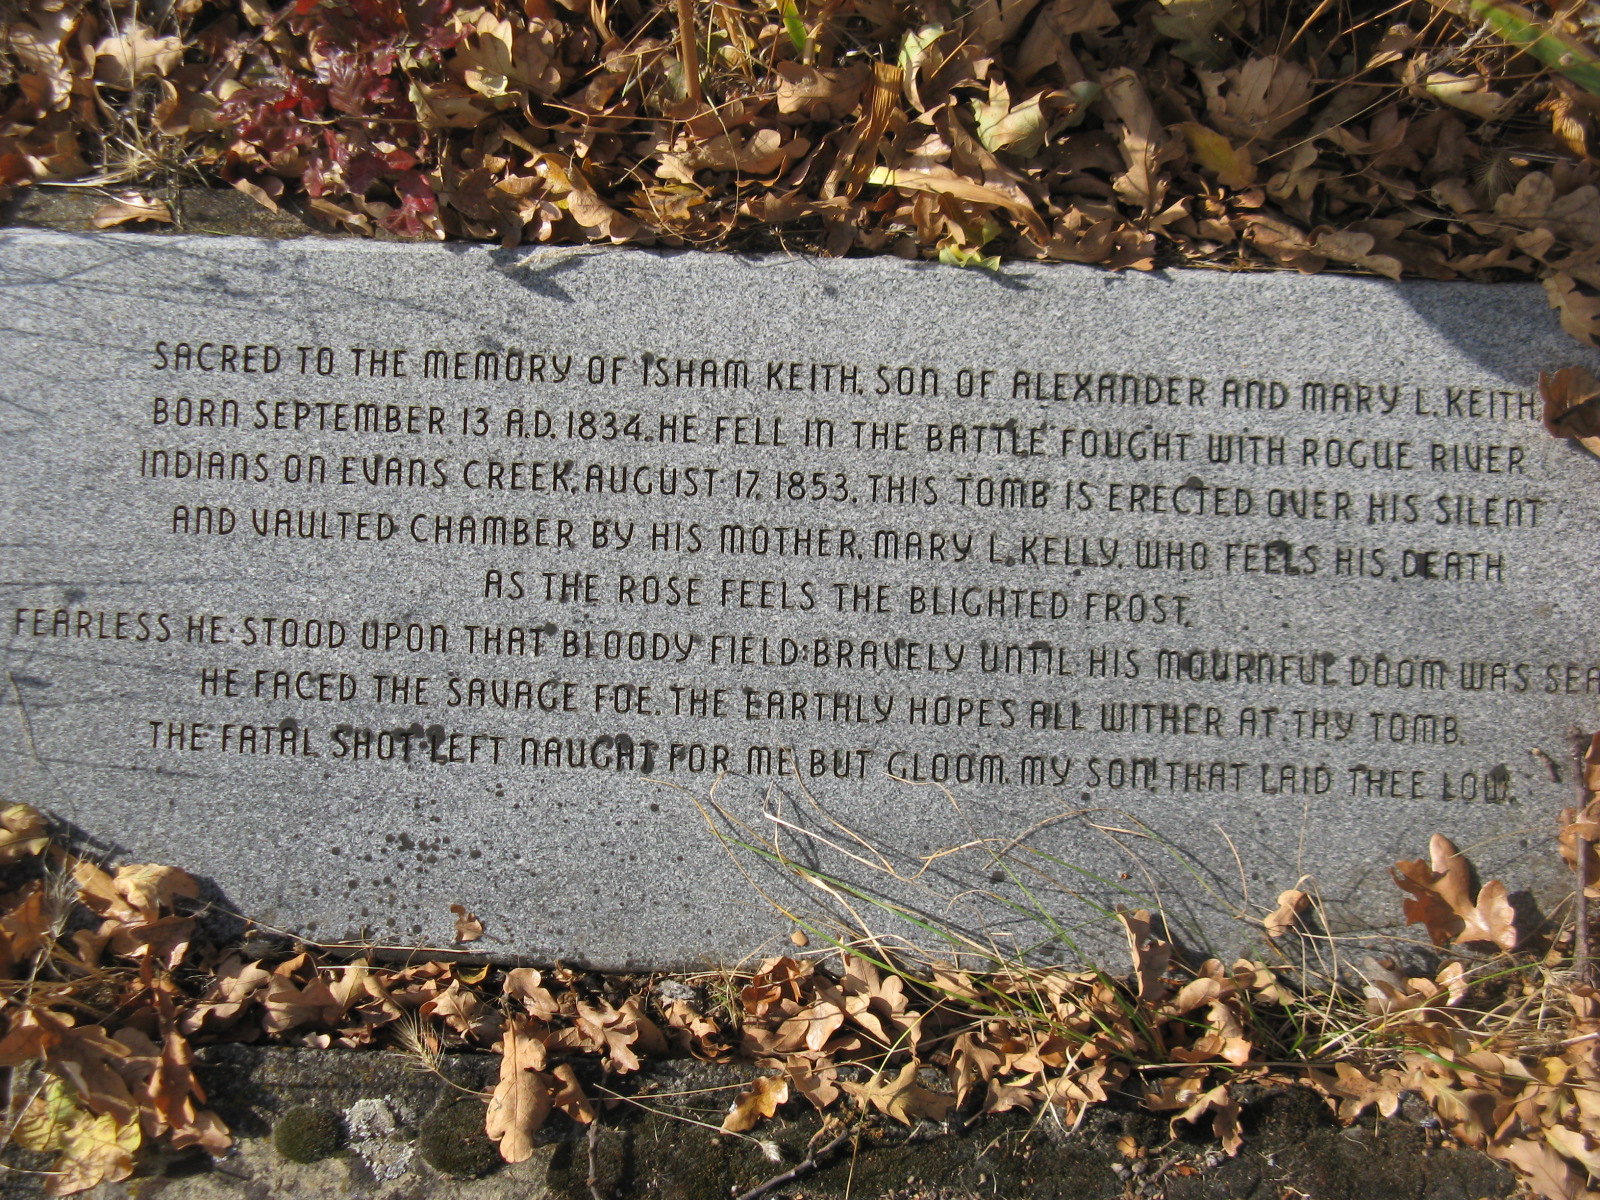 SACRED TO THE MEMORY OF ISHAM KEITH, SON OF ALEXANDER AND MARY L. KEITH,
BORN SEPTEMBER 13 A.D. 1834. HE FELL IN THE BATTLE FOUGHT WITH ROGUE RIVER
INDIANS ON EVANS CREEK, AUGUST 17, 1853. THIS TOMB IS ERECTED OVER HIS SILENT
AND VAULTED CHAMBER BY HIS MOTHER, MARY L. KELLY, WHO FEELS HIS DEATH
AS THE ROSE FEELS THE BLIGHTED FROST.
FEARLESS HE STOOD UPON THAT BLOODY FIELD: BRAVELY UNTIL HIS MOURNFUL DOOM WAS
HE FACED THE SAVAGE FOE. THE EARTHLY HOPES ALL WITHER AT THY TOMB.
THE FATAL SHOT LEFT NAUGHT FOR ME BUT GLOOM, MY SON! THAT LAID THEE LOW.